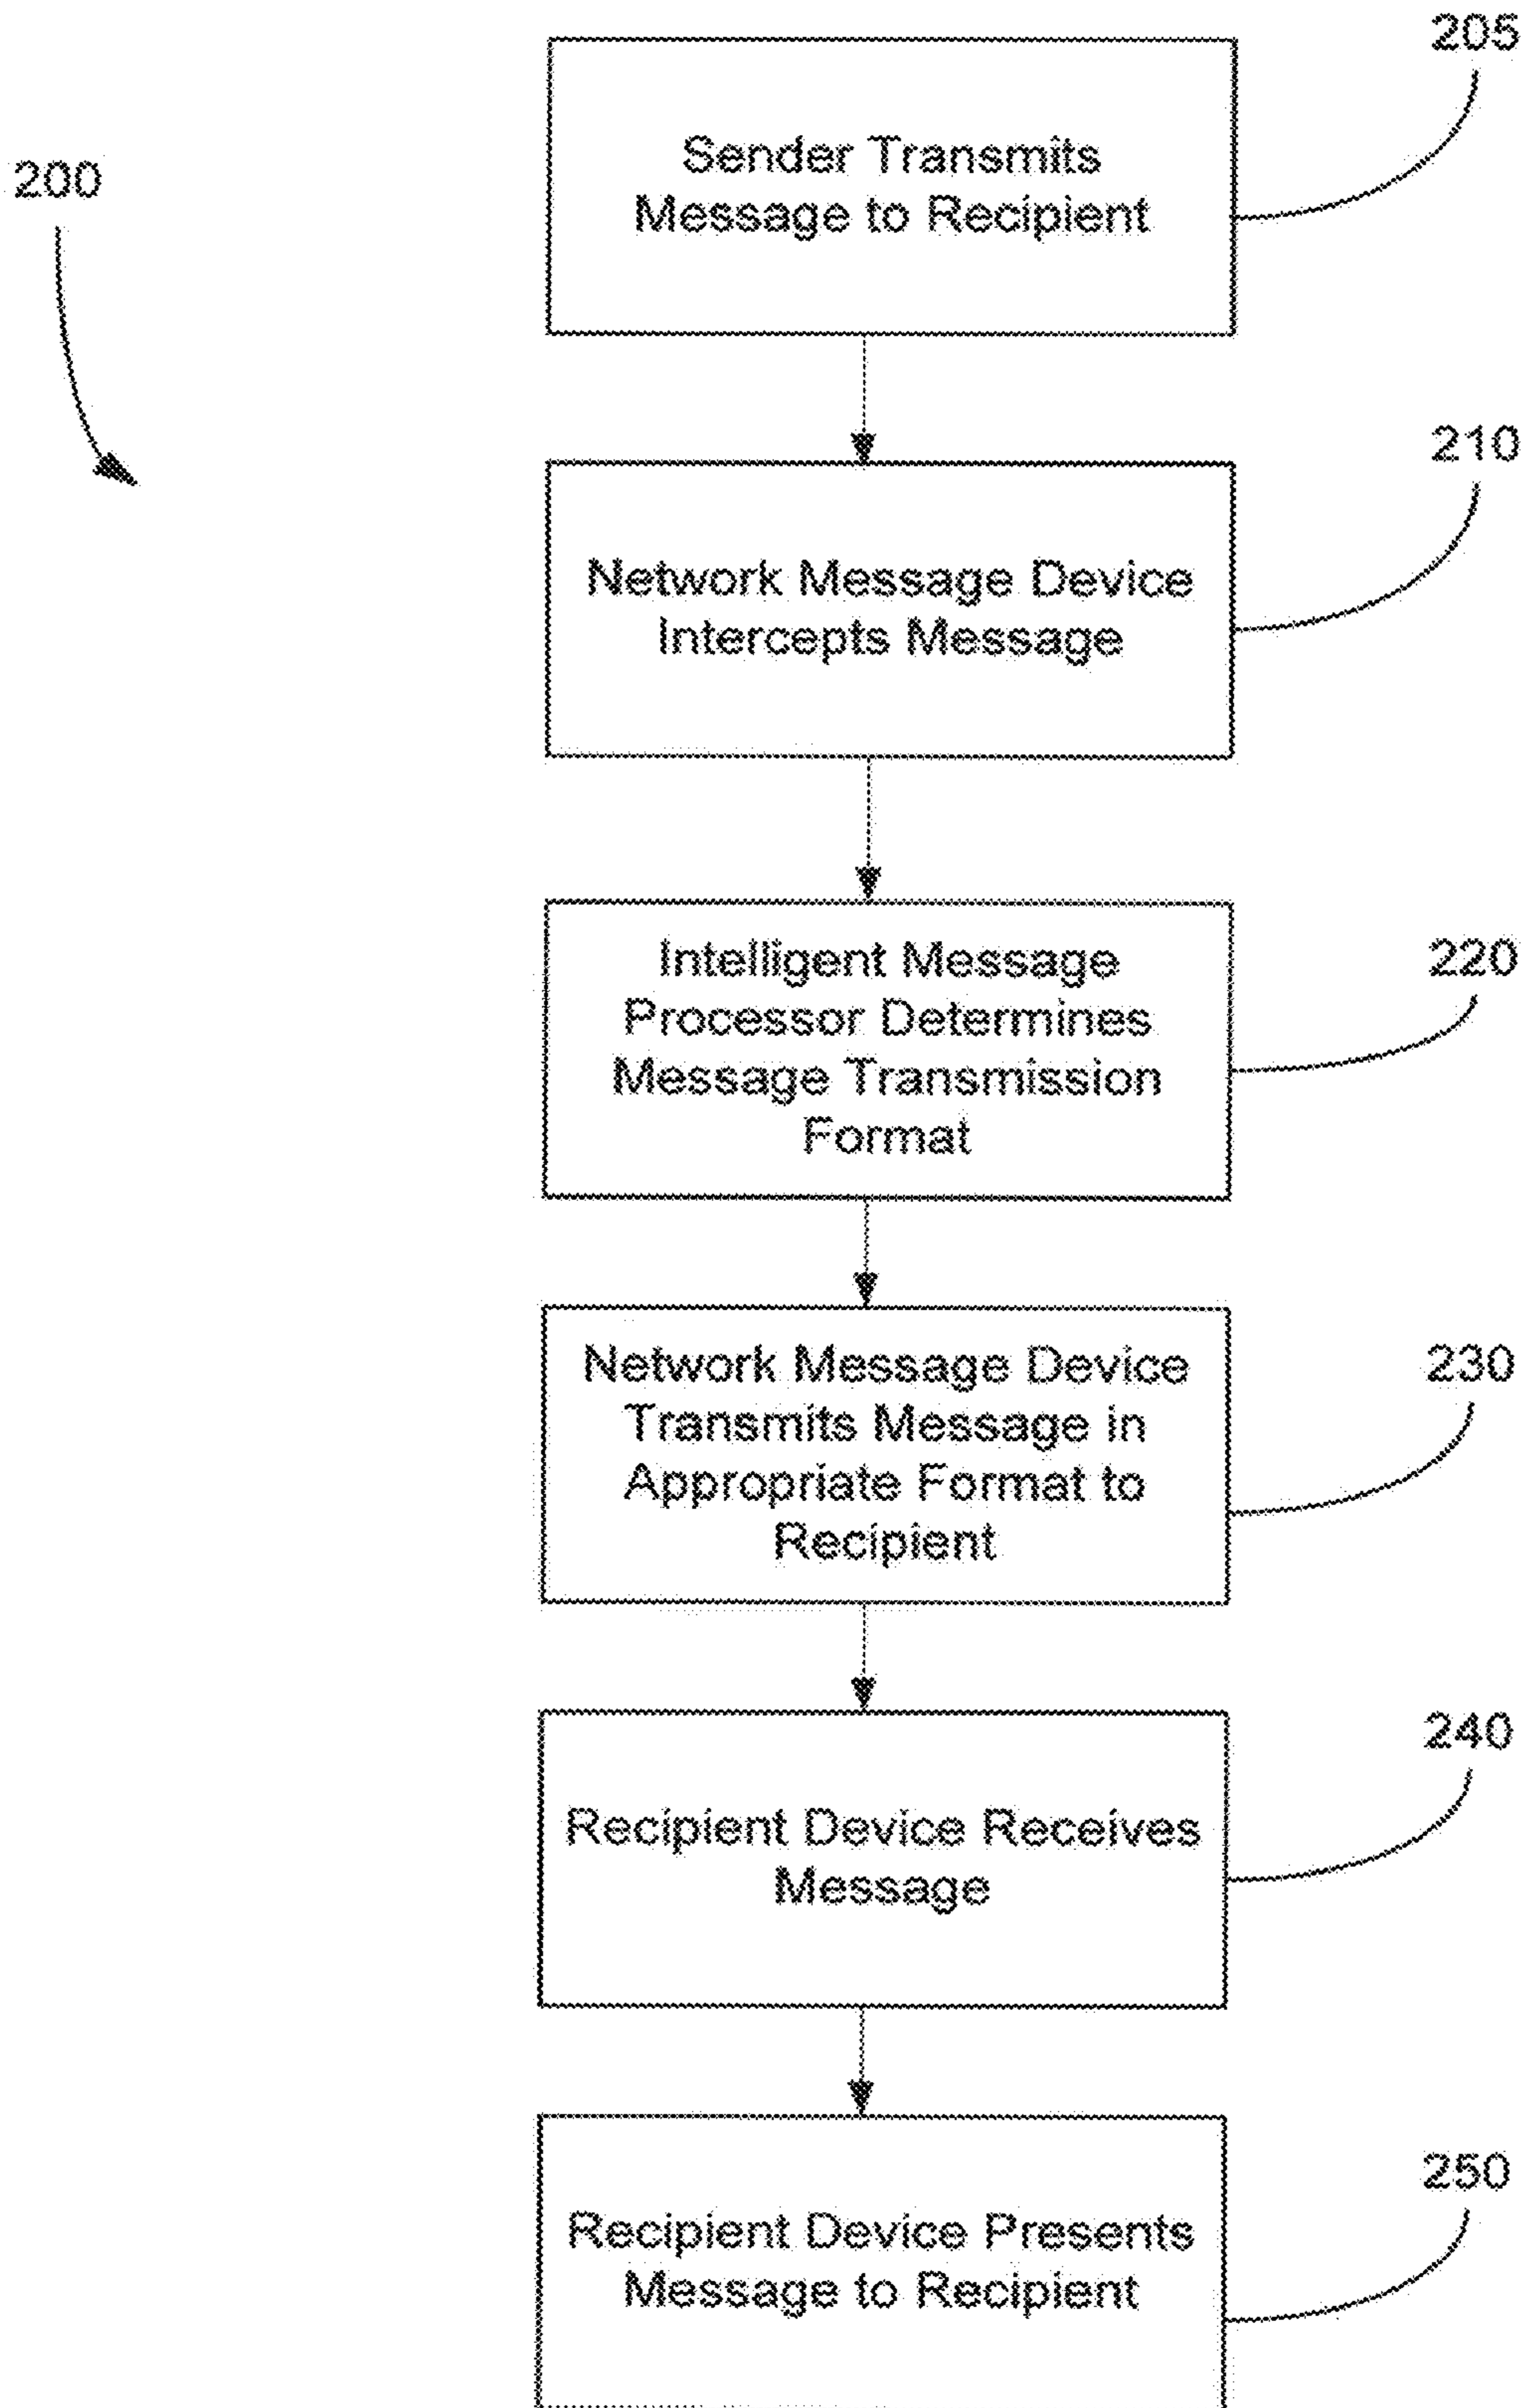 205
200
Sender Transmits
Message to Recipient
210
Network Message Device
Intercepts Message
220
Intelligent Message
Processor Determines
Message Transmission
Format
230
Network Message Device
Transmits Message in
Appropriate Format to
Recipient
240
Recipient Device Receives
Message
250
Recipient Device Presents
Message to Recipient